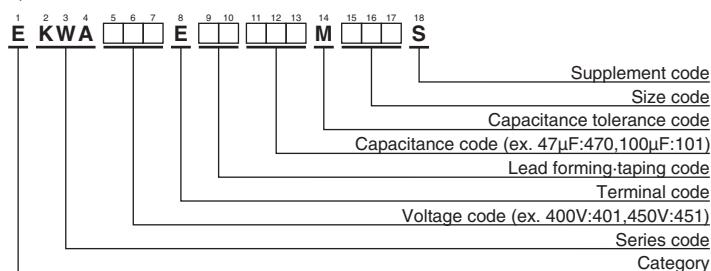 1 2 3 4 5 6 7 8 9 10 11 12 13 14 15 16 17 18
E KWA □□□ E □□ □□□ M □□□ S
Supplement code
Size code
Capacitance tolerance code
Capacitance code (ex. 47μF:470,100μF:101)
Lead forming·taping code
Terminal code
Voltage code (ex. 400V:401,450V:451)
Series code
Category